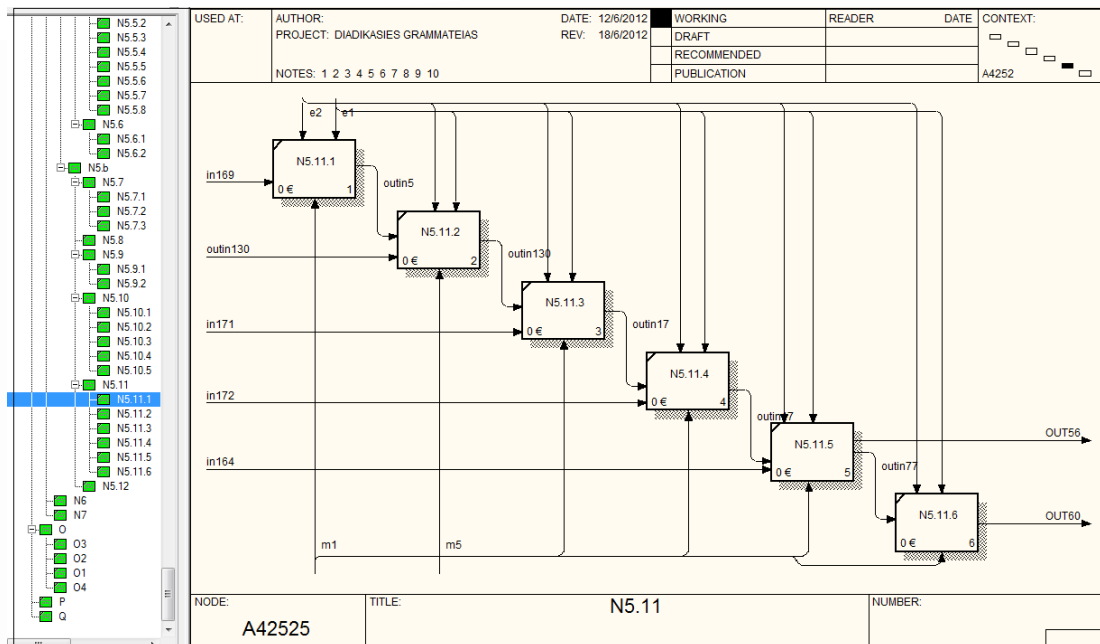 N5.5.2
N5.5.3
N5.5.4
N5.5.5
N5.5.6
N5.5.7
N5.5.8
N5.6
N5.6.1
N5.6.2
N5.b
N5.7
N5.7.1
N5.7.2
N5.7.3
N5.8
N5.9
N5.9.1
N5.9.2
N5.10
N5.10.1
N5.10.2
N5.10.3
N5.10.4
N5.10.5
N5.11
N5.11.1
N5.11.2
N5.11.3
N5.11.4
N5.11.5
N5.11.6
N5.12
N6
N7
O
O3
O2
O1
O4
P
Q
USED AT:
AUTHOR:
DATE: 12/6/2012
PROJECT: DIADIKASIES GRAMMATEIAS
REV: 18/6/2012
NOTES: 1 2 3 4 5 6 7 8 9 10
WORKING
DRAFT
RECOMMENDED
PUBLICATION
READER DATE
CONTEXT:
A4252
e2
e1
N5.11.1
0 € 1
in169
outin5
N5.11.2
0 € 2
outin130
outin130
N5.11.3
0 € 3
in171
outin17
N5.11.4
0 € 4
in172
N5.11.5
0 € 5
in164
OUT56
outin77
N5.11.6
0 € 6
OUT60
m1
m5
NODE:
A42525
TITLE:
N5.11
NUMBER: